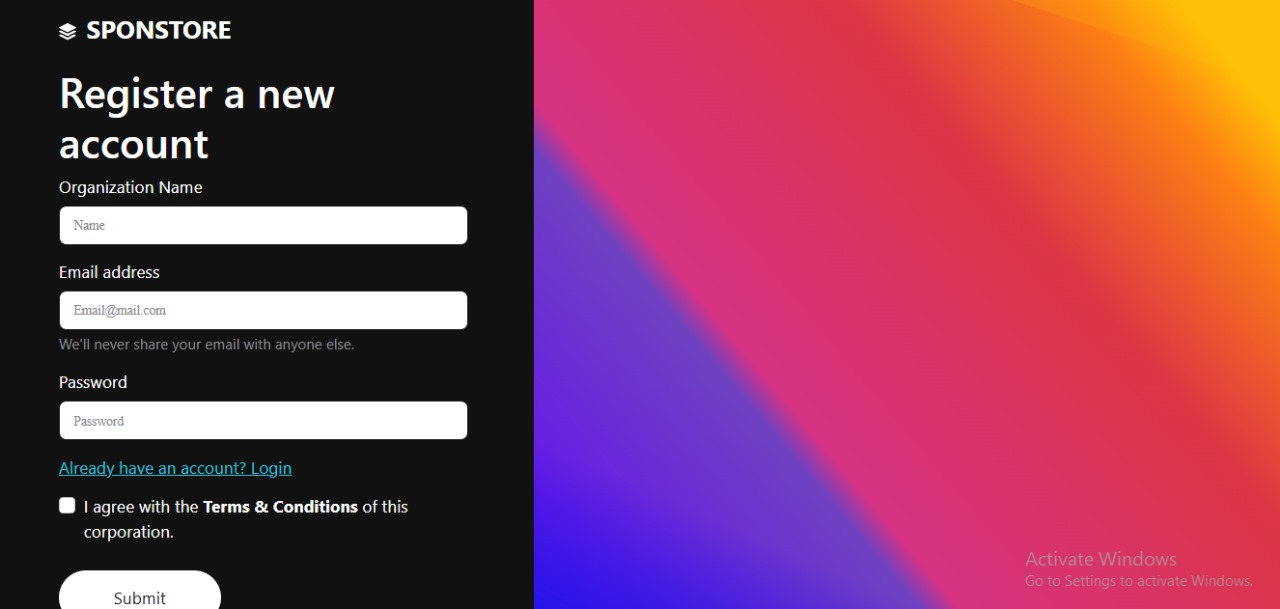 SPONSTORE
Register a new
account
Organization Name
Name
Email address
Email@mail.com
We'll never share your email with anyone else.
Password
Password
Already have an account? Login
I agree with the Terms & Conditions of this
corporation.
Submit
Activate Windows
Go to Settings to activate Windows.